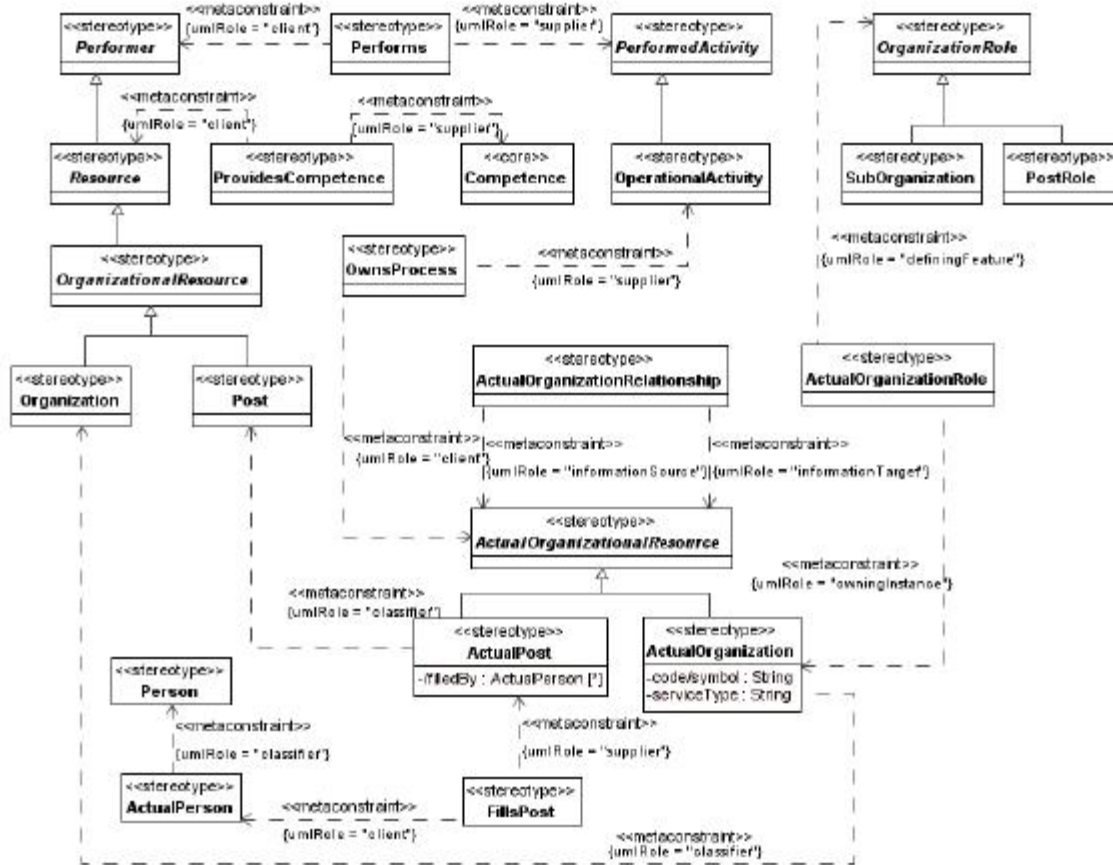 <<metaconstraint>>
<<metaconstraint>>
<<stereotype>>
{umlRole = "client"}
<<stereotype>>
{umlRole = "supplier"}
<<stereotype>>
<<stereotype>>
Performer
Performs
PerformedActivity
OrganizationRole
<<metaconstraint>>
<<metaconstraint>>
{umlRole = "client"}
{umlRole = "supplier"}
<<stereotype>>
<<stereotype>>
<<core>>
<<stereotype>>
<<stereotype>>
<<stereotype>>
Resource
ProvidesCompetence
Competence
OperationalActivity
SubOrganization
PostRole
<<stereotype>>
<<stereotype>>
<<metaconstraint>>
<<metaconstraint>>
OrganizationalResource
OwnsProcess
{umlRole = "supplier"}
{umlRole = "definingFeature"}
<<stereotype>>
<<stereotype>>
<<stereotype>>
<<stereotype>>
Organization
Post
ActualOrganizationRelationship
ActualOrganizationRole
<<metaconstraint>>
<<metaconstraint>>
<<metaconstraint>>
{umlRole = "client"}
{umlRole = "informationSource"}
{umlRole = "informationTarget"}
<<stereotype>>
ActualOrganizationalResource
<<metaconstraint>>
{umlRole = "owningInstance"}
<<metaconstraint>>
{umlRole = "classifier"}
<<stereotype>>
<<stereotype>>
ActualPost
ActualOrganization
-/filledBy : ActualPerson [*]
-code/symbol : String
-serviceType : String
<<stereotype>>
Person
<<metaconstraint>>
<<metaconstraint>>
{umlRole = "classifier"}
{umlRole = "supplier"}
<<stereotype>>
<<stereotype>>
ActualPerson
<<metaconstraint>>
FillsPost
{umlRole = "client"}
<<metaconstraint>>
{umlRole = "classifier"}